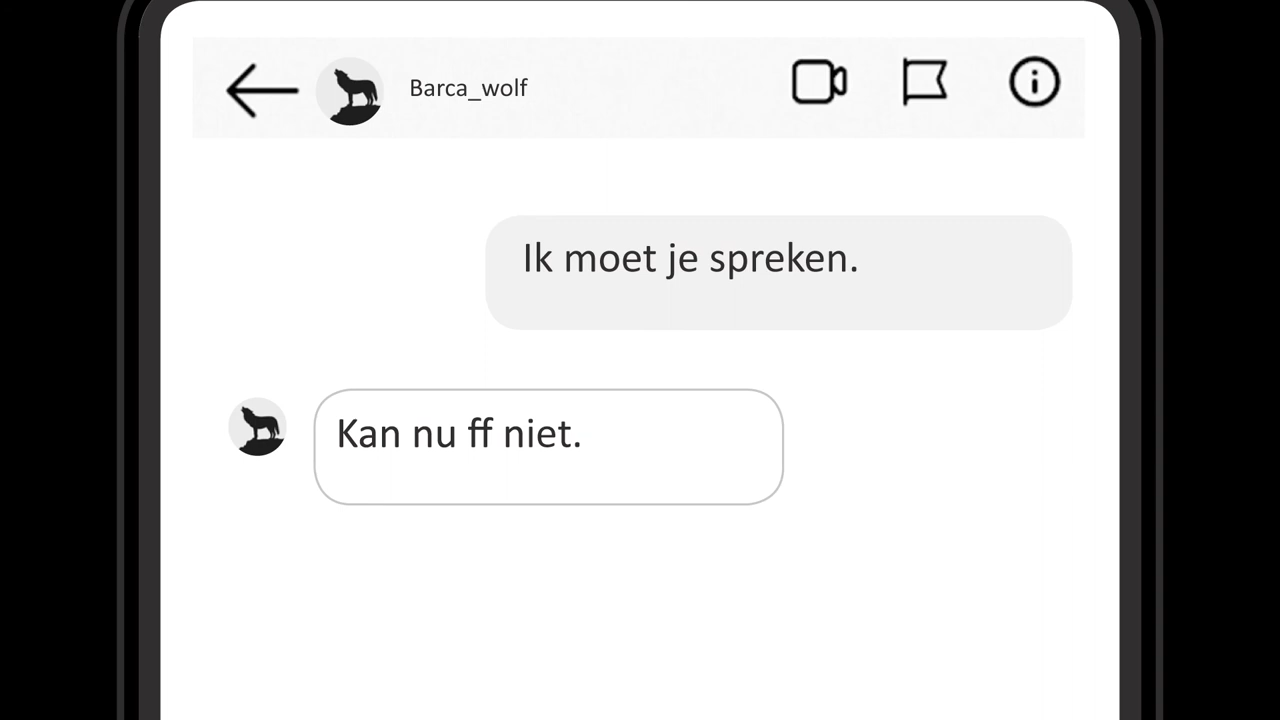 Barca_wolf
Ik moet je spreken.
Kan nu ff niet.